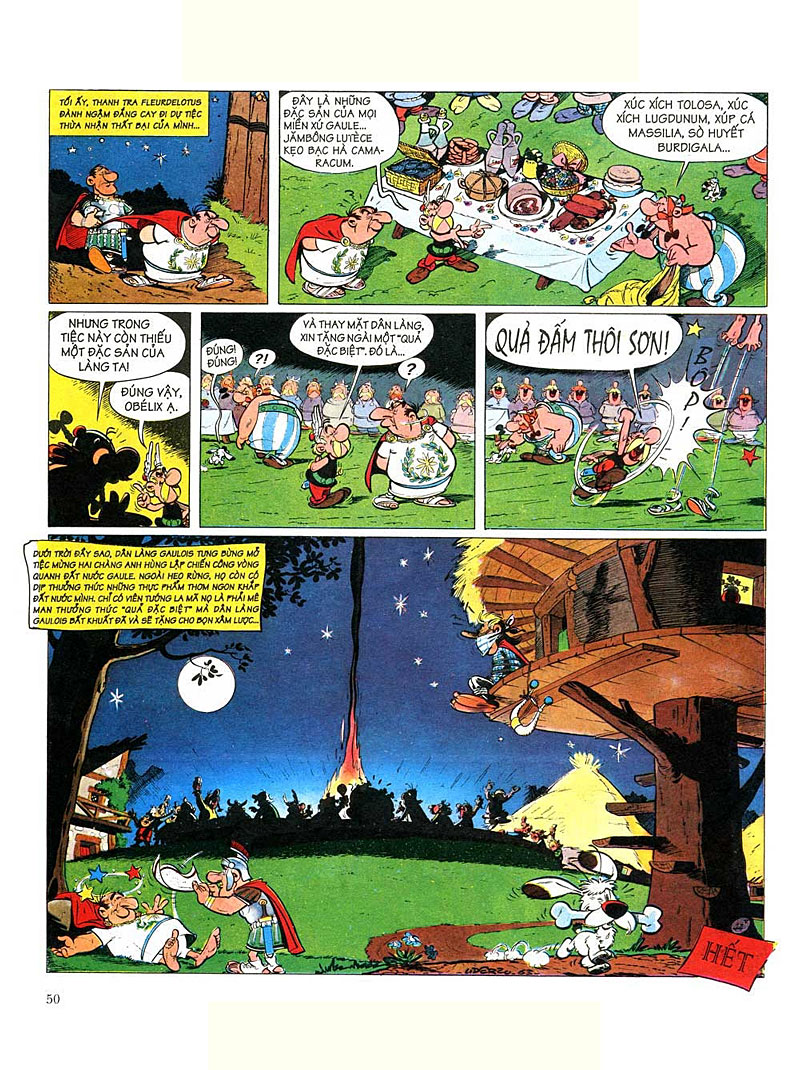 TỐI ẤY, THANH TRA FLEURDELOTUS
ĐÀNH NGẬM ĐẮNG CAY ĐI DỰ TIỆC
THỪA NHẬN THẤT BẠI CỦA MÌNH...
ĐÂY LÀ NHỮNG
ĐẶC SẢN CỦA MỌI
MIỀN XỨ GAULE...
JĂMBÔNG LUTÈCE
KẸO BẠC HÀ CAMA-
RACUM.
XÚC XÍCH TOLOSA, XÚC
XÍCH LUGDUNUM, XÚP CÁ
MASSILIA, SÒ HUYẾT
BURDIGALA...
NHƯNG TRONG
TIỆC NÀY CÒN THIẾU
MỘT ĐẶC SẢN CỦA
LÀNG TA!
ĐÚNG VẬY,
OBÉLIX Ạ.
ĐÚNG!
ĐÚNG!
?!
VÀ THAY MẶT DÂN LÀNG,
XIN TẶNG NGÀI MỘT "QUÀ
ĐẶC BIỆT". ĐÓ LÀ...
?
QUẢ ĐẤM THÔI SƠN!
BỐP!
DƯỚI TRỜI ĐẦY SAO, DÂN LÀNG GAULOIS TƯNG BỪNG MỞ
TIỆC MỪNG HAI CHÀNG ANH HÙNG LẬP CHIẾN CÔNG VÒNG
QUANH ĐẤT NƯỚC GAULE. NGOÀI HEO RỪNG, HỌ CÒN CÓ
DỊP THƯỞNG THỨC NHỮNG THỰC PHẨM THƠM NGON KHẮP
ĐẤT NƯỚC MÌNH. CHỈ CÓ VIÊN TƯỚNG LA MÃ NỌ LÀ PHẢI MÊ
MAN THƯỞNG THỨC "QUÀ ĐẶC BIỆT" MÀ DÂN LÀNG
GAULOIS BẤT KHUẤT ĐÃ VÀ SẼ TẶNG CHO BỌN XÂM LƯỢC...
UDERZO
HẾT
50